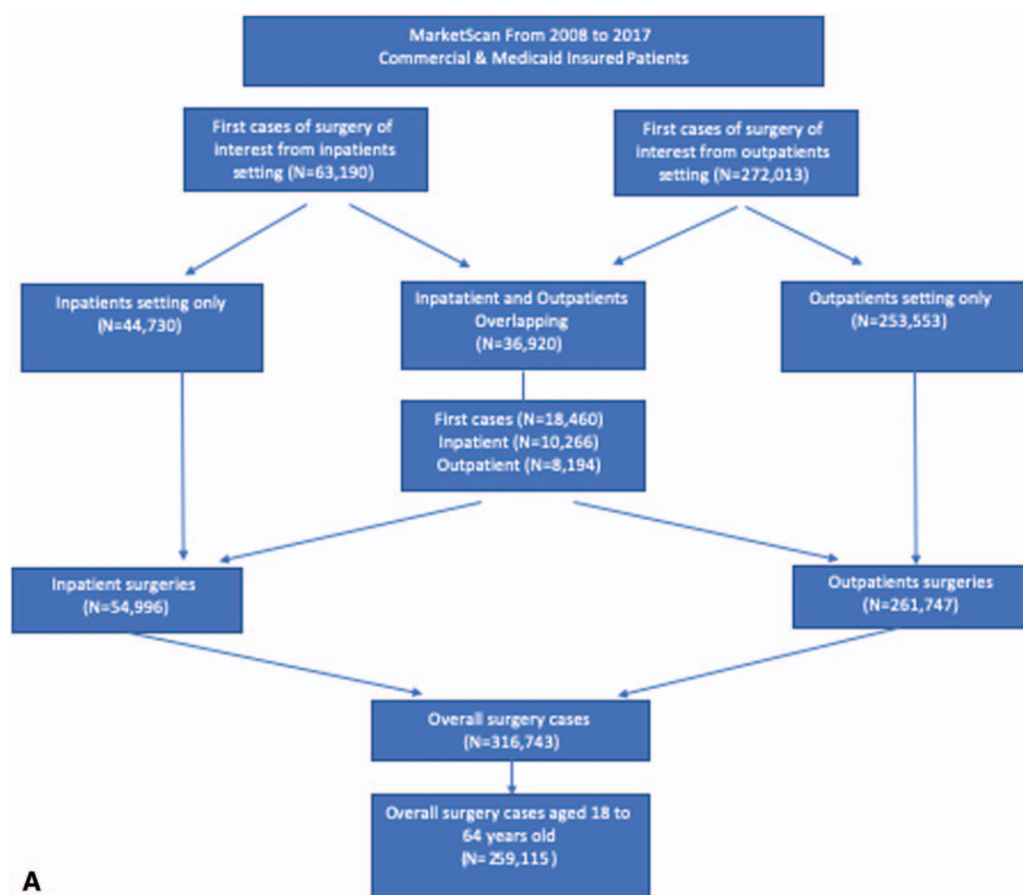 MarketScan From 2008 to 2017
Commercial & Medicaid Insured Patients
First cases of surgery of
interest from inpatients
setting (N=63,190)
First cases of surgery of
interest from outpatients
setting (N=272,013)
Inpatients setting only
(N=44,730)
Inpatatient and Outpatients
Overlapping
(N=36,920)
Outpatients setting only
(N=253,553)
First cases (N=18,460)
Inpatient (N=10,266)
Outpatient (N=8,194)
Inpatient surgeries
(N=54,996)
Outpatients surgeries
(N=261,747)
Overall surgery cases
(N=316,743)
Overall surgery cases aged 18 to
64 years old
(N=259,115)
A